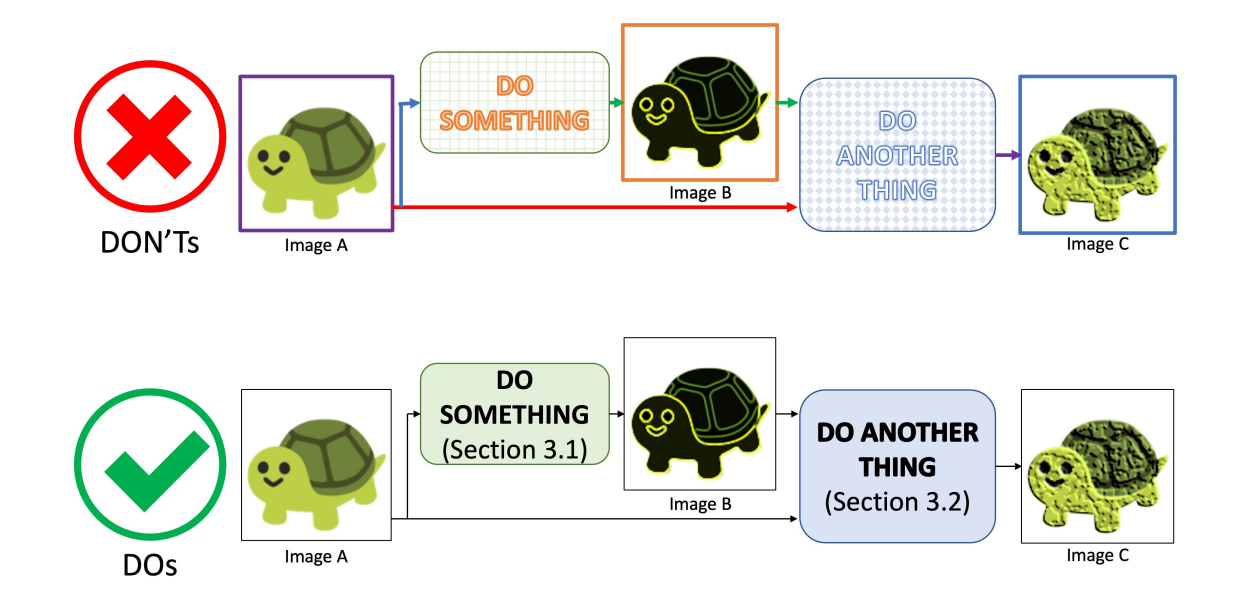 DO
SOMETHING
Image B
DO
ANOTHER
THING
DON'Ts
Image A
Image C
DO
SOMETHING
(Section 3.1)
Image B
DO ANOTHER
THING
(Section 3.2)
DOs
Image A
Image C